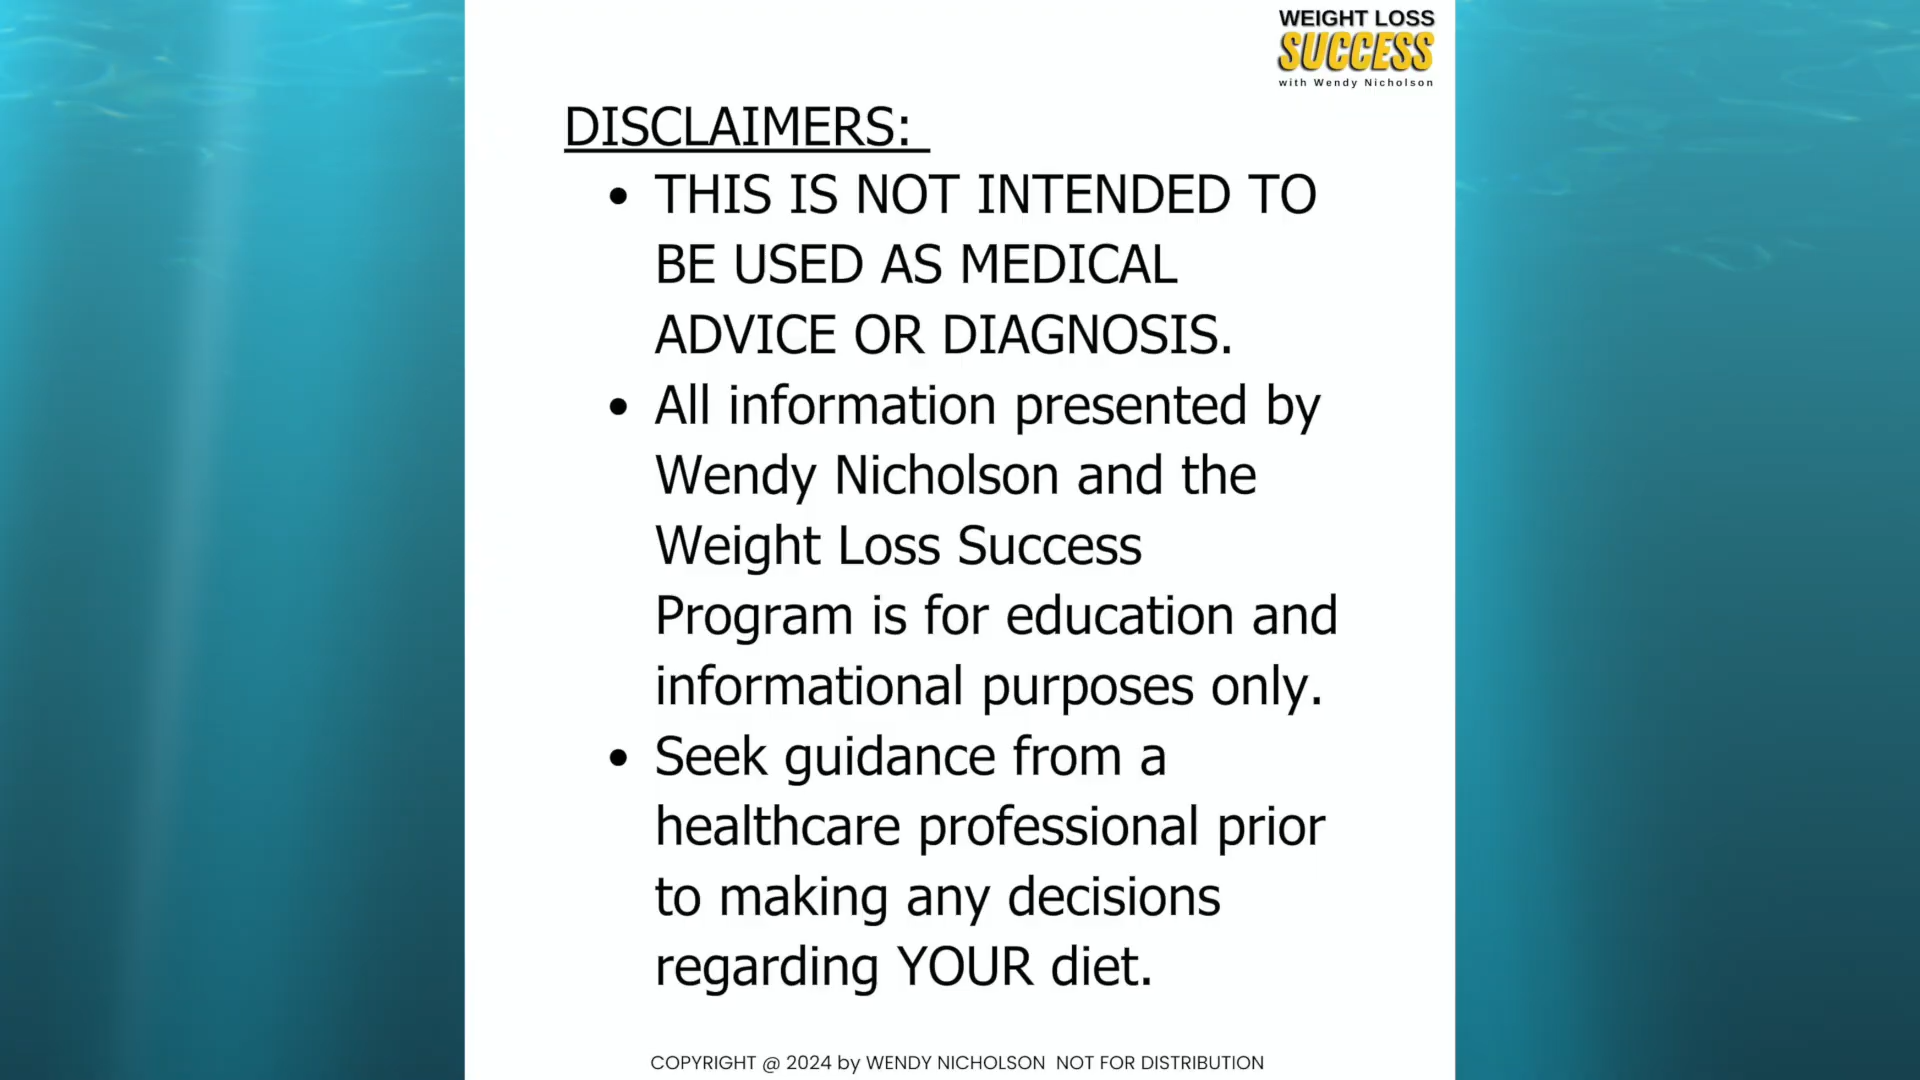 WEIGHT LOSS
SUCCESS
with Wendy Nicholson
DISCLAIMERS:
• THIS IS NOT INTENDED TO
BE USED AS MEDICAL
ADVICE OR DIAGNOSIS.
• All information presented by
Wendy Nicholson and the
Weight Loss Success
Program is for education and
informational purposes only.
• Seek guidance from a
healthcare professional prior
to making any decisions
regarding YOUR diet.
COPYRIGHT @ 2024 by WENDY NICHOLSON NOT FOR DISTRIBUTION